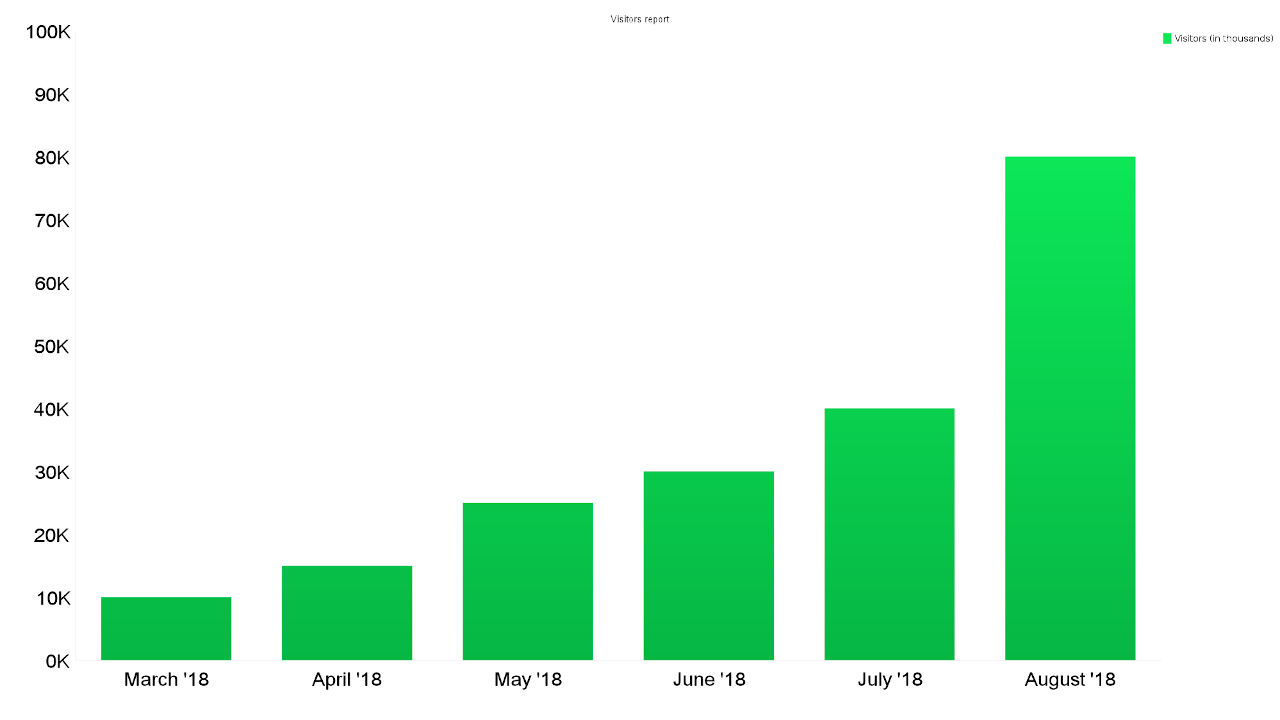 Visitors report
Visitors (in thousands)
100K
90K
80K
70K
60K
50K
40K
30K
20K
10K
0K
March '18 April '18 May '18 June '18 July '18 August '18